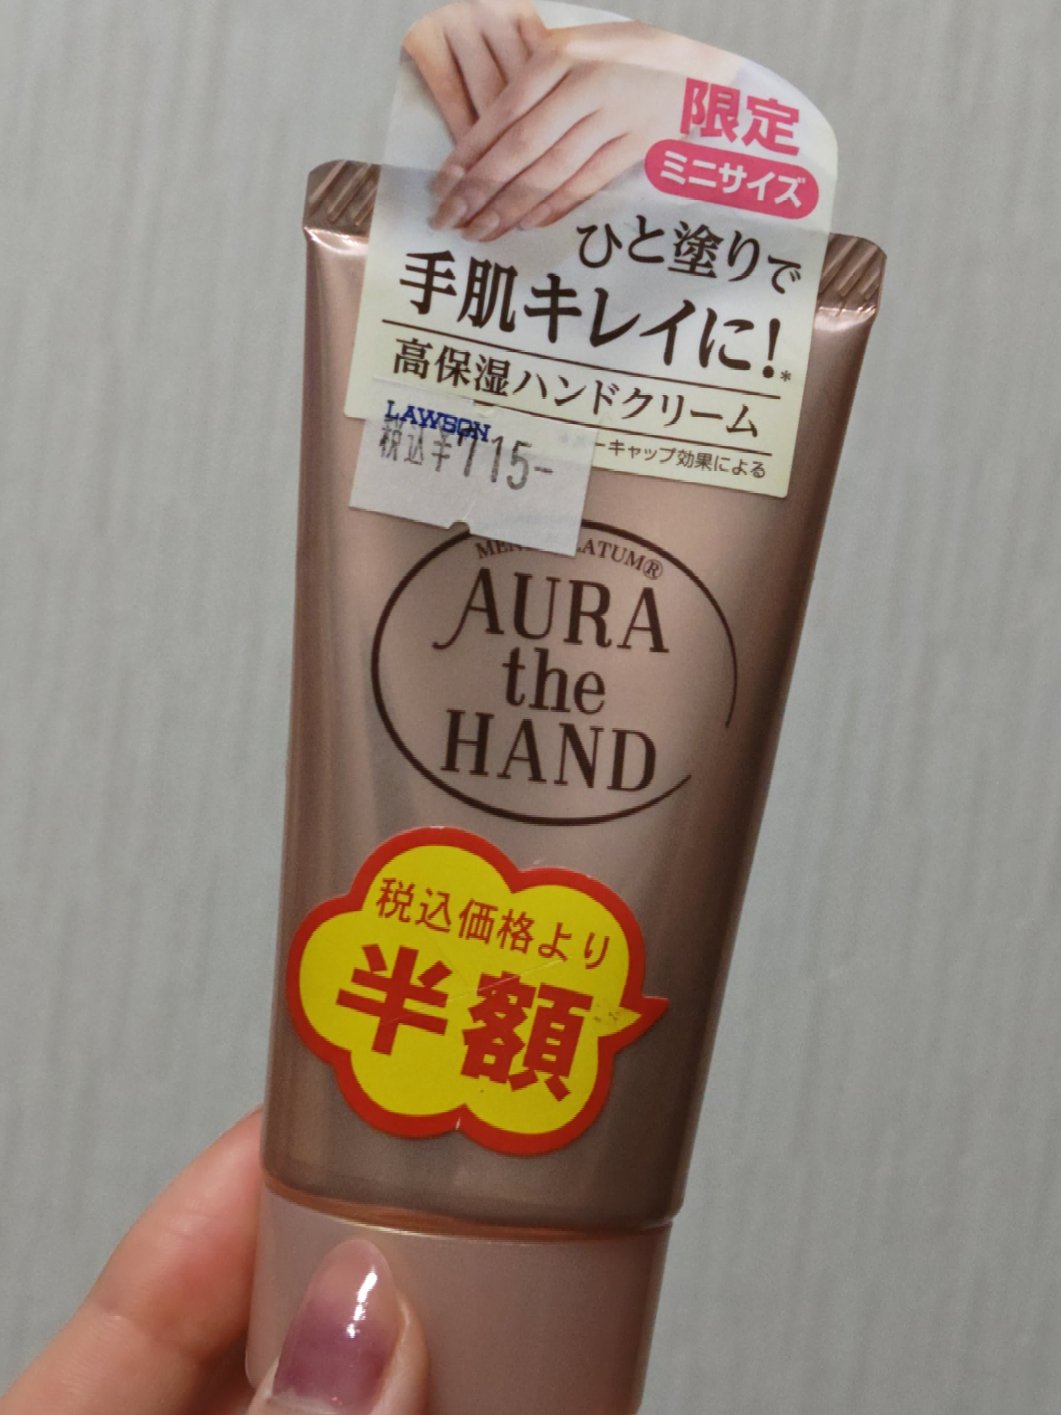 限定
ミニサイズ
ひと塗りで
手肌キレイに!*
高保湿ハンドクリーム
ーキャップ効果による
LAWSON
税込¥715-
AURA
the
HAND
税込価格より
半額